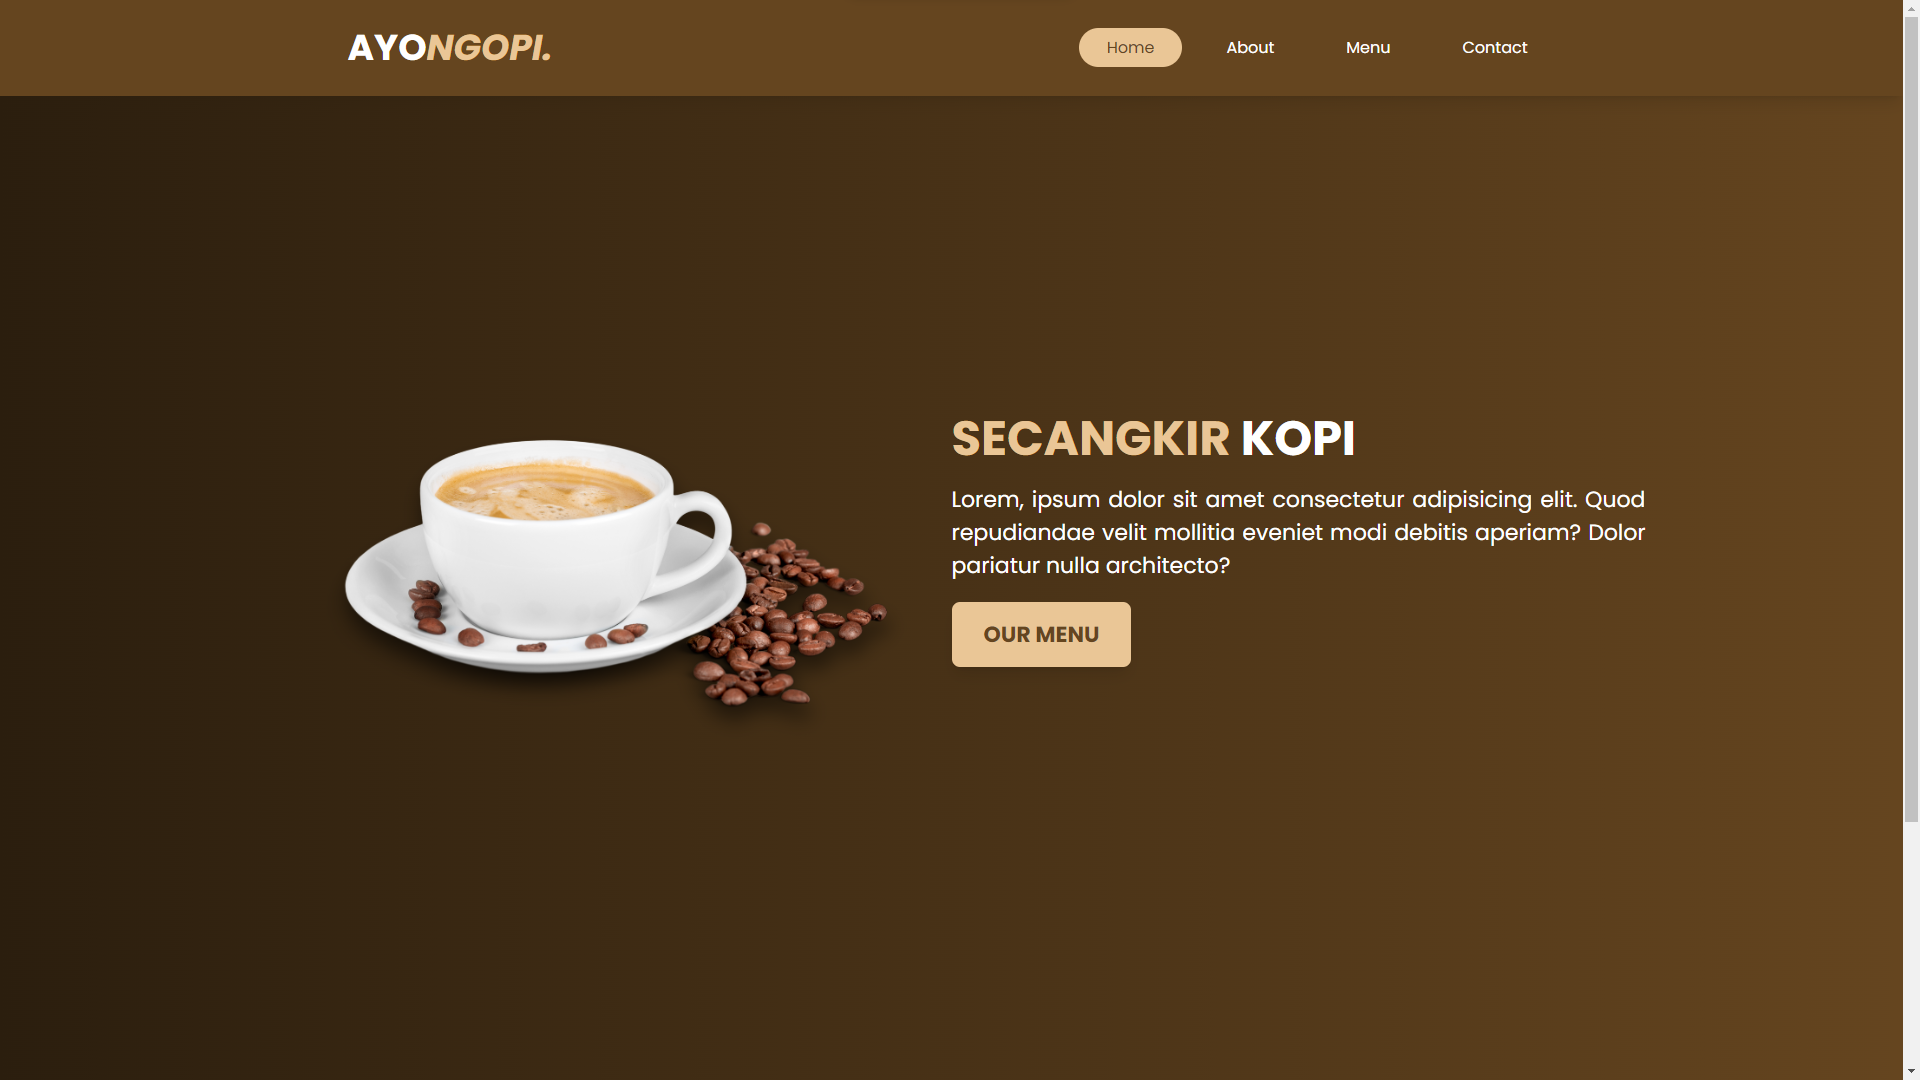 AYONGOPI.
Home About Menu Contact
SECANGKIR KOPI
Lorem, ipsum dolor sit amet consectetur adipisicing elit. Quod
repudiandae velit mollitia eveniet modi debitis aperiam? Dolor
pariatur nulla architecto?
OUR MENU